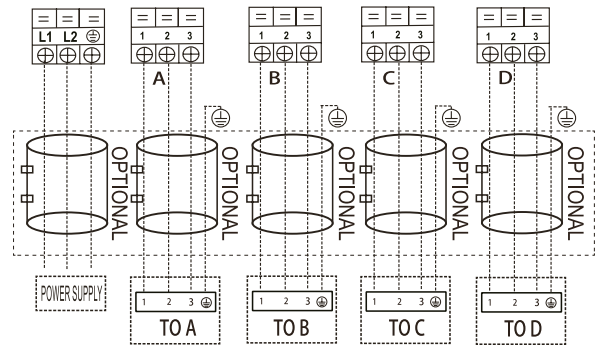 L1 L2
1 2 3
1 2 3
1 2 3
1 2 3
A
B
C
D
OPTIONAL
OPTIONAL
OPTIONAL
OPTIONAL
OPTIONAL
POWER SUPPLY
1 2 3
TO A
1 2 3
TO B
1 2 3
TO C
1 2 3
TO D